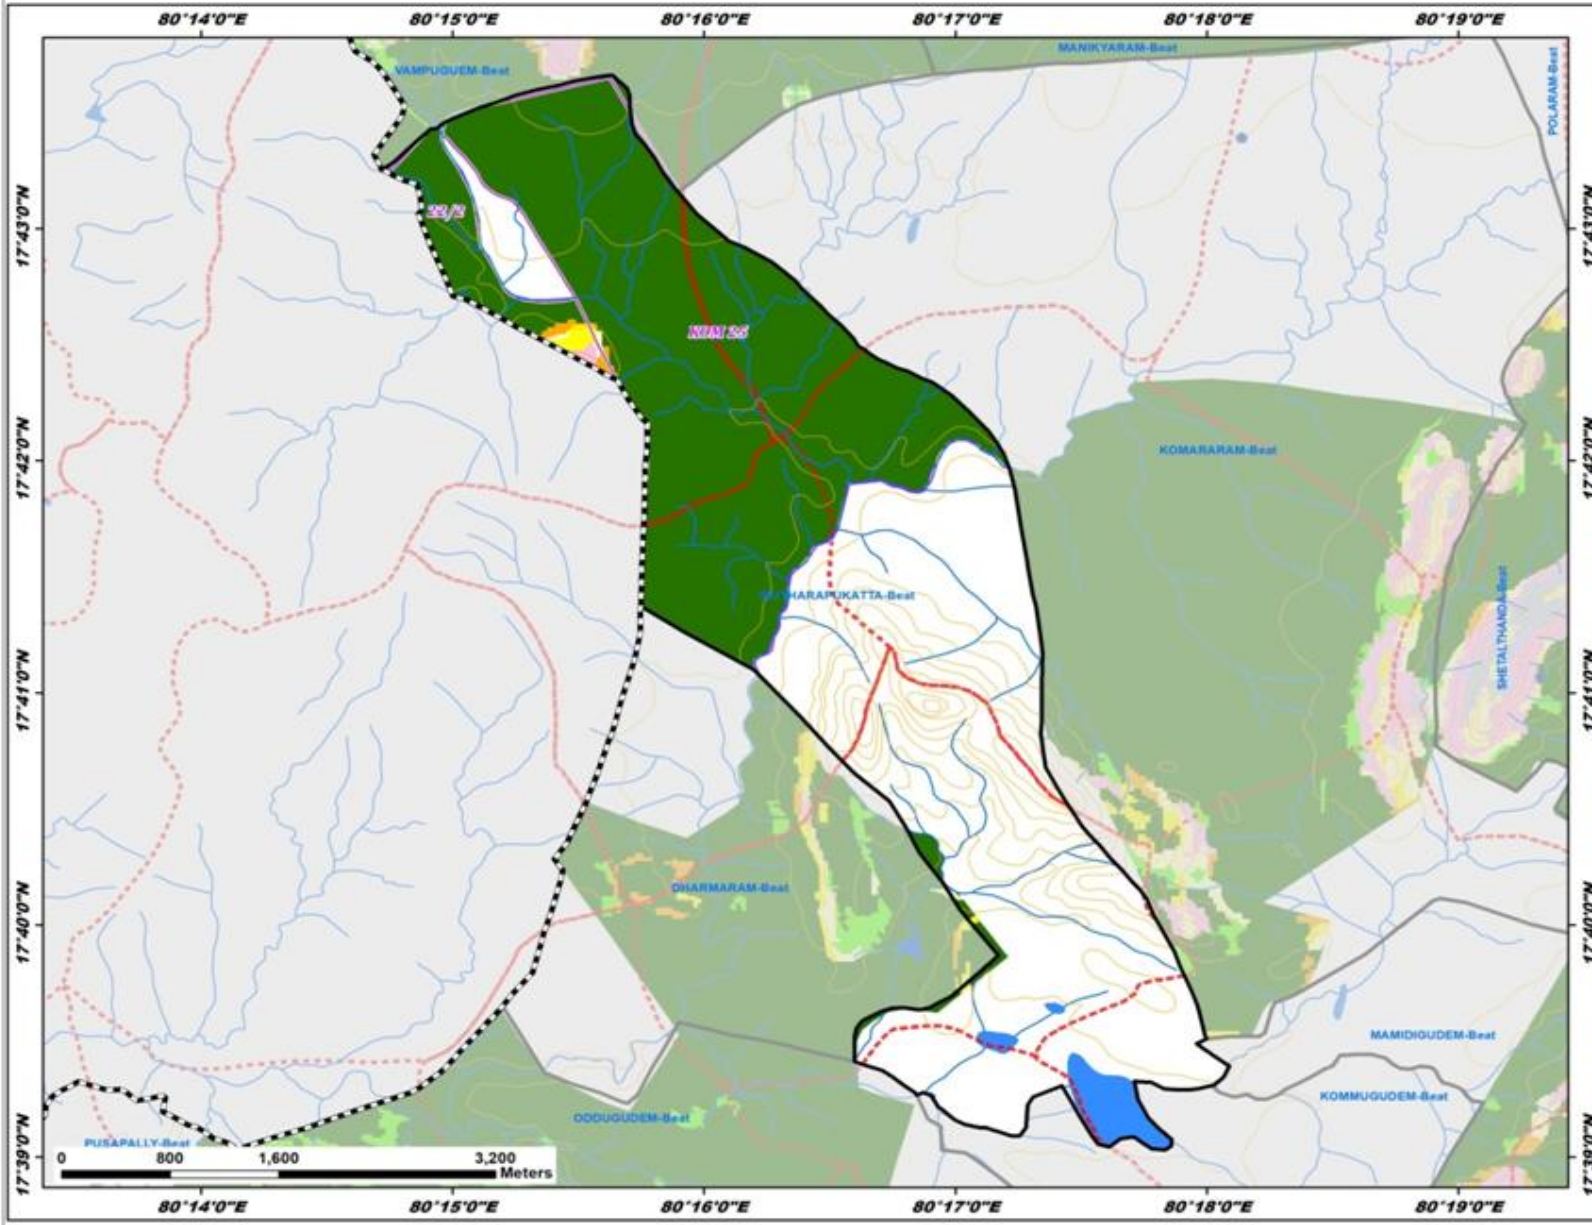 80°14'0"E 80°15'0"E 80°16'0"E 80°17'0"E 80°18'0"E 80°19'0"E
MANIKYARAM-Beat
VAMPUGUEM-Beat
POLARAM-Beat
22/2
17°43'0"N 17°43'0"N
KOM 25
KOMARARAM-Beat
17°42'0"N 17°42'0"N
HARAPUKATTA-Beat
SHETALTHANDA-Beat
17°41'0"N 17°41'0"N
DHARMARAM-Beat
17°40'0"N 17°40'0"N
MAMIDIGUDEM-Beat
KOMMUGUDEM-Beat
ODDUGUDEM-Beat
PUSAPALLY-Beat
17°39'0"N 17°39'0"N
0 800 1,600 3,200
Meters
80°14'0"E 80°15'0"E 80°16'0"E 80°17'0"E 80°18'0"E 80°19'0"E